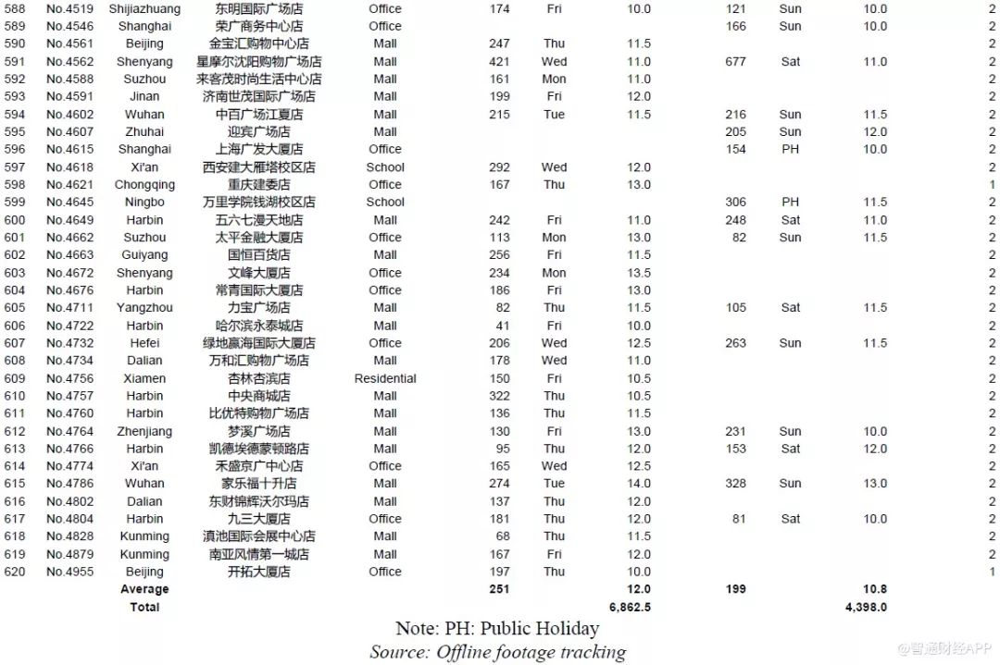 588 No.4519 Shijiazhuang 东明国际广场店 Office 174 Fri 10.0 121 Sun 10.0 2
589 No.4546 Shanghai 荣广商务中心店 Office 166 Sun 10.0 2
590 No.4561 Beijing 金宝汇购物中心店 Mall 247 Thu 11.5 2
591 No.4562 Shenyang 星摩尔沈阳购物广场店 Mall 421 Wed 11.0 677 Sat 11.0 2
592 No.4588 Suzhou 来客茂时尚生活中心店 Mall 161 Mon 11.0 2
593 No.4591 Jinan 济南世茂国际广场店 Mall 199 Fri 12.0 2
594 No.4602 Wuhan 中百广场江夏店 Mall 215 Tue 11.5 216 Sun 11.5 2
595 No.4607 Zhuhai 迎宾广场店 Mall 205 Sun 12.0 2
596 No.4615 Shanghai 上海广发大厦店 Office 154 PH 10.0 2
597 No.4618 Xi'an 西安建大雁塔校区店 School 292 Wed 12.0 2
598 No.4621 Chongqing 重庆建委店 Office 167 Thu 13.0 1
599 No.4645 Ningbo 万里学院钱湖校区店 School 306 PH 11.5 2
600 No.4649 Harbin 五六七漫天地店 Mall 242 Fri 11.0 248 Sat 11.0 2
601 No.4662 Suzhou 太平金融大厦店 Office 113 Mon 13.0 82 Sun 11.5 2
602 No.4663 Guiyang 国恒百货店 Mall 256 Fri 11.5 2
603 No.4672 Shenyang 文峰大厦店 Office 234 Mon 13.5 2
604 No.4676 Harbin 常青国际大厦店 Office 186 Fri 13.0 2
605 No.4711 Yangzhou 力宝广场店 Mall 82 Thu 11.5 105 Sat 11.5 2
606 No.4722 Harbin 哈尔滨永泰城店 Mall 41 Fri 10.0 2
607 No.4732 Hefei 绿地瀛海国际大厦店 Office 206 Wed 12.5 263 Sun 11.5 2
608 No.4734 Dalian 万和汇购物广场店 Mall 178 Wed 11.0 2
609 No.4756 Xiamen 杏林杏滨店 Residential 150 Fri 10.5 2
610 No.4757 Harbin 中央商城店 Mall 322 Thu 10.5 2
611 No.4760 Harbin 比优特购物广场店 Mall 136 Thu 11.5 2
612 No.4764 Zhenjiang 梦溪广场店 Mall 130 Fri 13.0 231 Sun 10.0 2
613 No.4766 Harbin 凯德埃德蒙顿路店 Mall 95 Thu 12.0 153 Sat 12.0 2
614 No.4774 Xi'an 禾盛京广中心店 Office 165 Wed 12.5 2
615 No.4786 Wuhan 家乐福十升店 Mall 274 Tue 14.0 328 Sun 13.0 2
616 No.4802 Dalian 东财锦辉沃尔玛店 Mall 137 Thu 12.0 2
617 No.4804 Harbin 九三大厦店 Office 181 Thu 12.0 81 Sat 10.0 2
618 No.4828 Kunming 滇池国际会展中心店 Mall 68 Thu 11.5 2
619 No.4879 Kunming 南亚风情第一城店 Mall 167 Fri 12.0 2
620 No.4955 Beijing 开拓大厦店 Office 197 Thu 10.0 1
Average 251 12.0 199 10.8
Total 6,862.5 4,398.0
Note: PH: Public Holiday
Source: Offline footage tracking
@智通财经APP